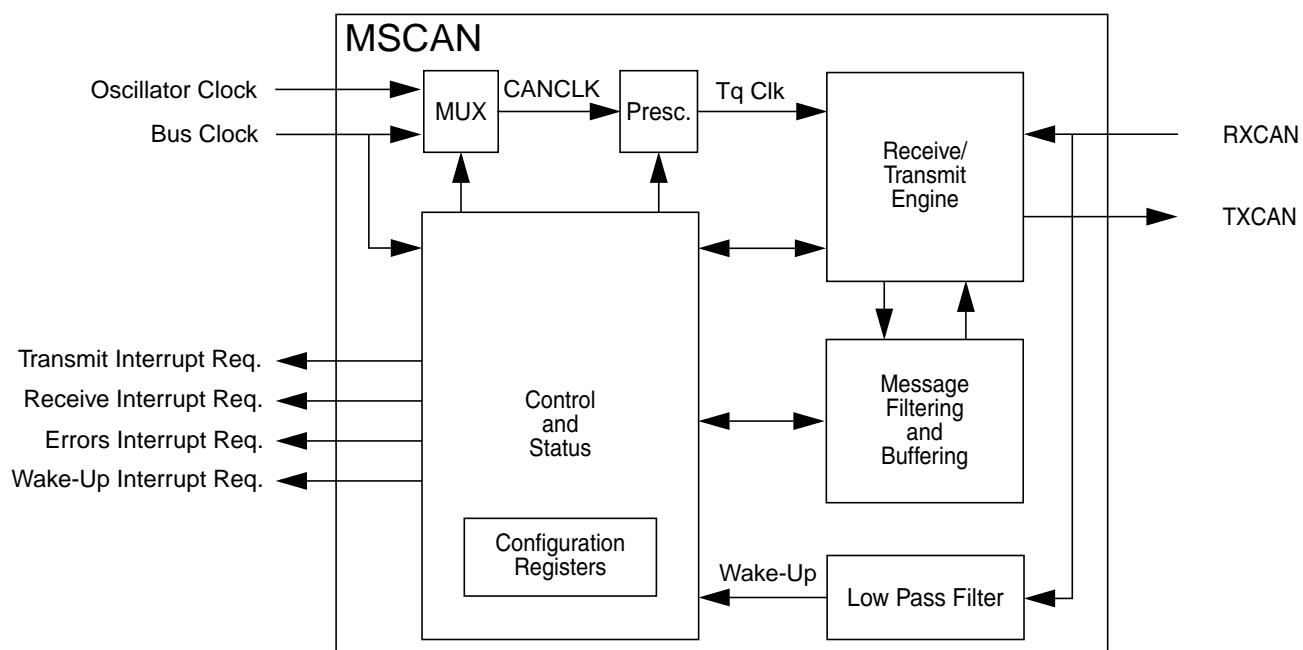 MSCAN
Oscillator Clock
Bus Clock
MUX
CANCLK
Presc.
Tq Clk
Receive/
Transmit
Engine
RXCAN
TXCAN
Transmit Interrupt Req.
Receive Interrupt Req.
Errors Interrupt Req.
Wake-Up Interrupt Req.
Control
and
Status
Message
Filtering
and
Buffering
Configuration
Registers
Wake-Up
Low Pass Filter